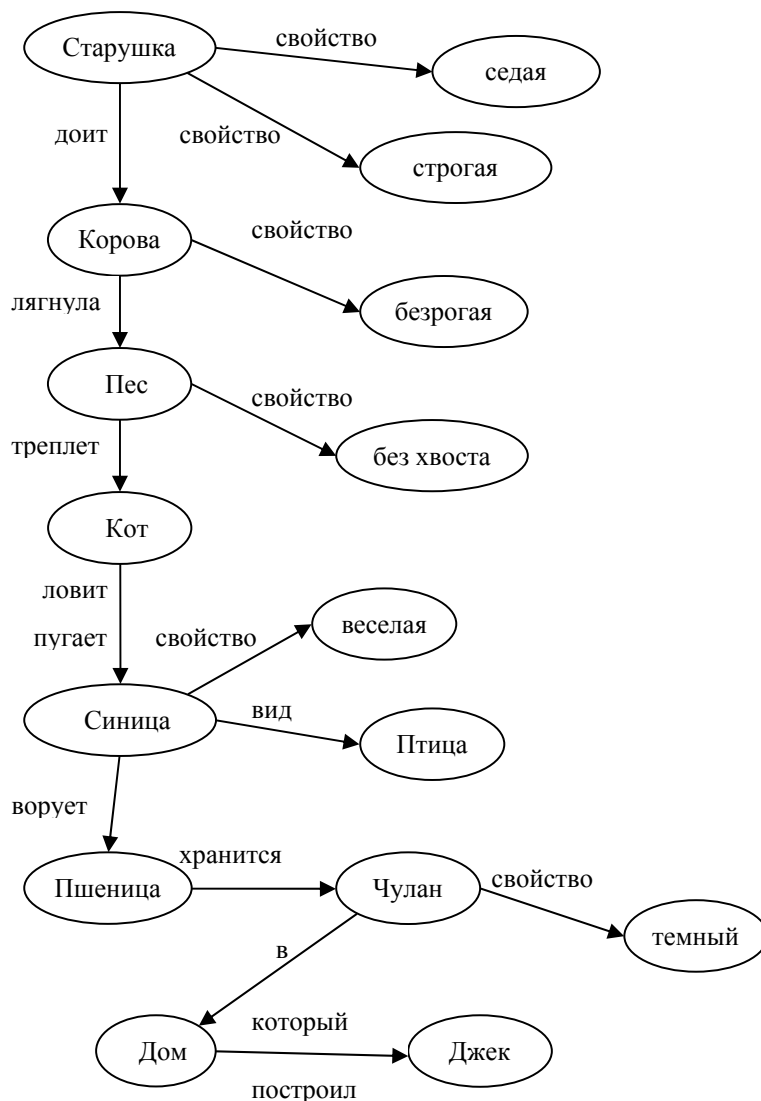 свойство
Старушка
седая
доит
свойство
строгая
Корова
свойство
лягнула
безрогая
Пес
свойство
треплет
без хвоста
Кот
ловит
пугает
свойство
веселая
Синица
вид
Птица
ворует
Пшеница
хранится
Чулан
свойство
темный
в
Дом
который
Джек
построил